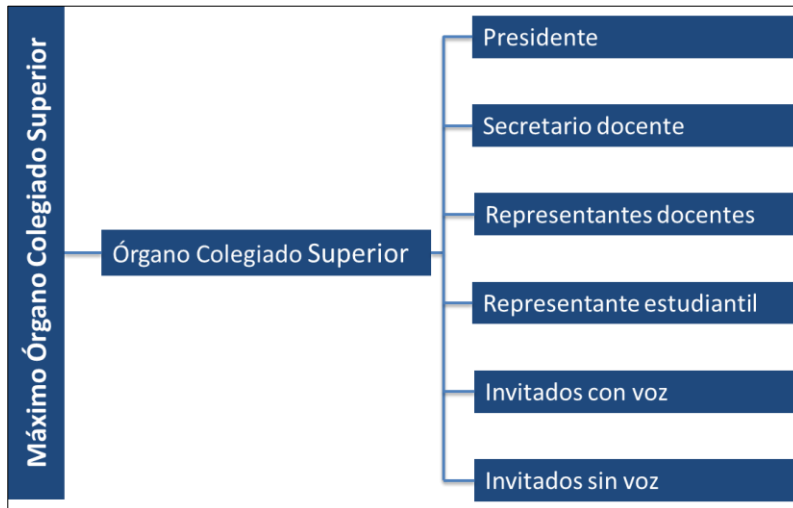 Máximo Órgano Colegiado Superior
Órgano Colegiado Superior
Presidente
Secretario docente
Representantes docentes
Representante estudiantil
Invitados con voz
Invitados sin voz